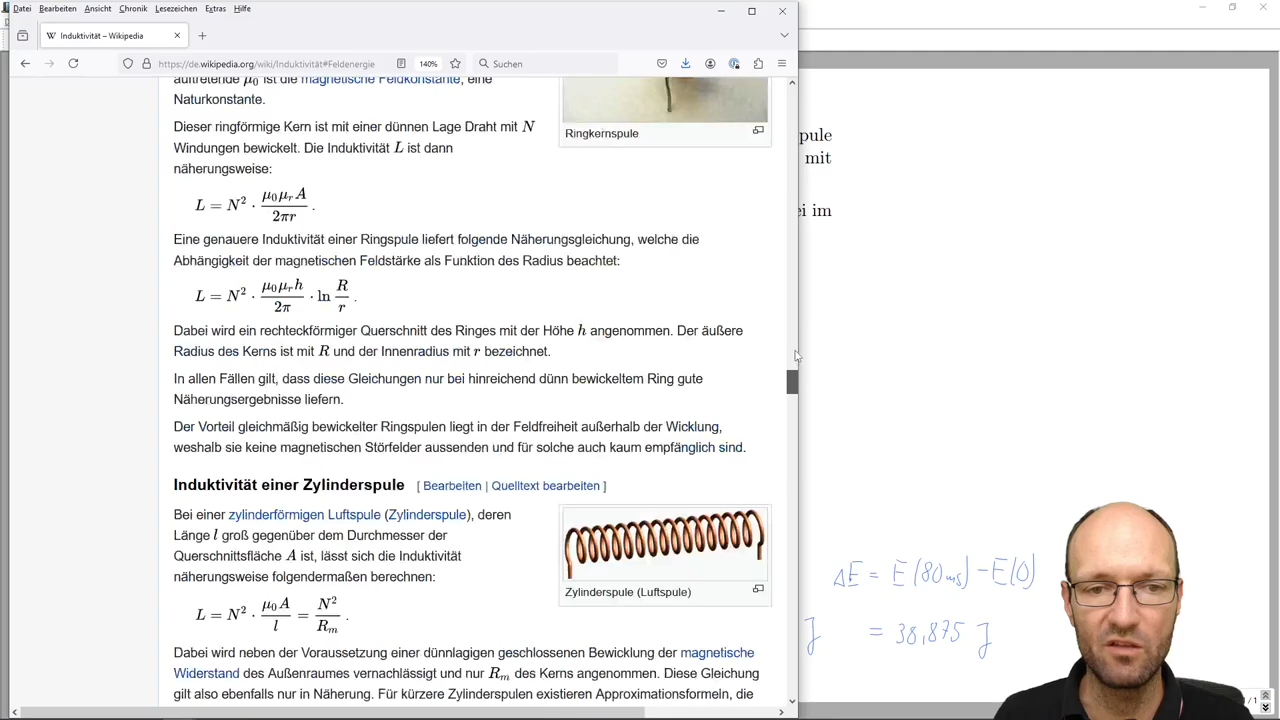 Datei Bearbeiten Ansicht Chronik Lesezeichen Extras Hilfe
Induktivität – Wikipedia
https://de.wikipedia.org/wiki/Induktivität#Feldenergie 140% Suchen
auftretende μ0 ist die magnetische Feldkonstante, eine
Naturkonstante.
Ringkernspule
Dieser ringförmige Kern ist mit einer dünnen Lage Draht mit N
Windungen bewickelt. Die Induktivität L ist dann
näherungsweise:
L = N² · μ0μrA / 2πr .
Eine genauere Induktivität einer Ringspule liefert folgende Näherungsgleichung, welche die
Abhängigkeit der magnetischen Feldstärke als Funktion des Radius beachtet:
L = N² · μ0μrh / 2π · ln R / r .
Dabei wird ein rechteckförmiger Querschnitt des Ringes mit der Höhe h angenommen. Der äußere
Radius des Kerns ist mit R und der Innenradius mit r bezeichnet.
In allen Fällen gilt, dass diese Gleichungen nur bei hinreichend dünn bewickeltem Ring gute
Näherungsergebnisse liefern.
Der Vorteil gleichmäßig bewickelter Ringspulen liegt in der Feldfreiheit außerhalb der Wicklung,
weshalb sie keine magnetischen Störfelder aussenden und für solche auch kaum empfänglich sind.
Induktivität einer Zylinderspule [ Bearbeiten | Quelltext bearbeiten ]
Bei einer zylinderförmigen Luftspule (Zylinderspule), deren
Länge l groß gegenüber dem Durchmesser der
Querschnittsfläche A ist, lässt sich die Induktivität
näherungsweise folgendermaßen berechnen:
Zylinderspule (Luftspule)
L = N² · μ0A / l = N² / Rm .
Dabei wird neben der Voraussetzung einer dünnlagigen geschlossenen Bewicklung der magnetische
Widerstand des Außenraumes vernachlässigt und nur Rm des Kerns angenommen. Diese Gleichung
gilt also ebenfalls nur in Näherung. Für kürzere Zylinderspulen existieren Approximationsformeln, die
pule
mit
ei im
ΔE = E(80ms) - E(0)
J = 38,875 J
1/1